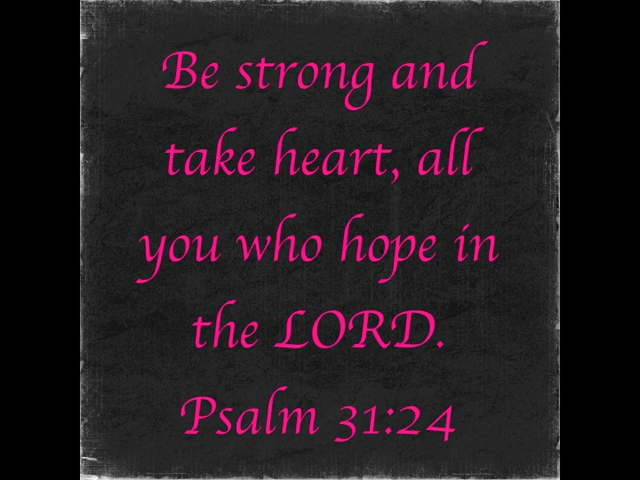 Be strong and
take heart, all
you who hope in
the LORD.
Psalm 31:24